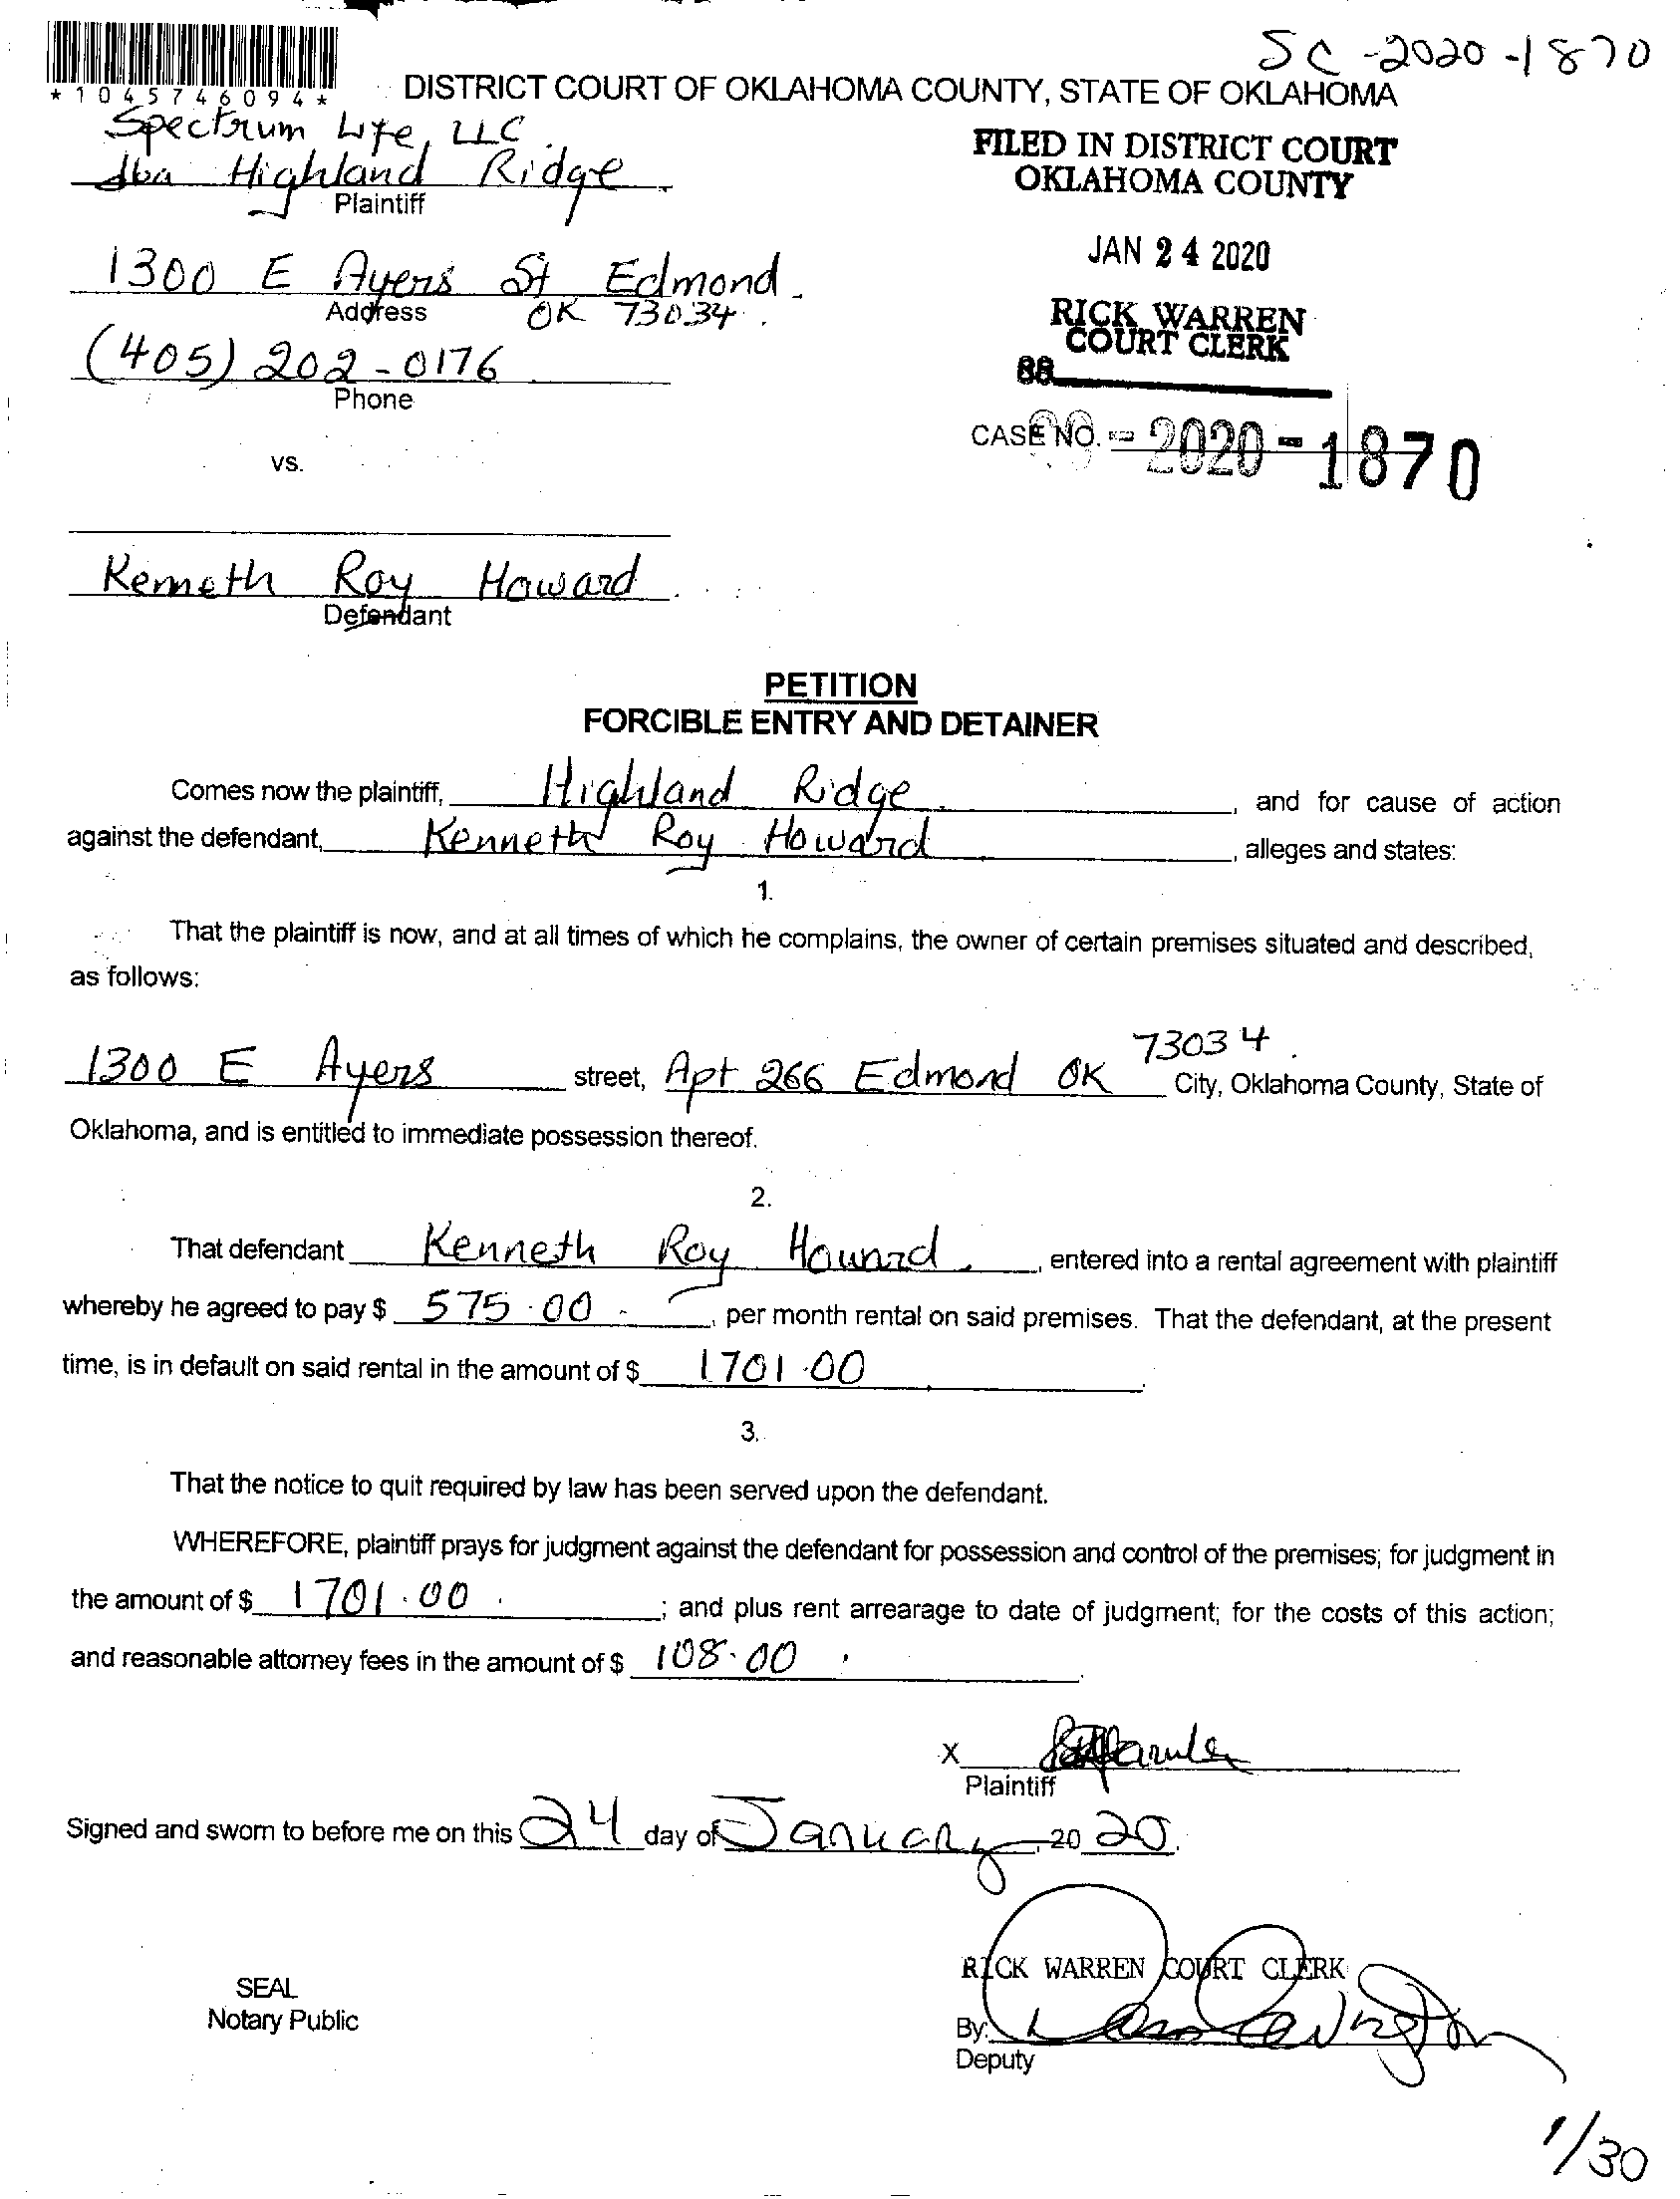 SC-2020-1870
*1045746094*
DISTRICT COURT OF OKLAHOMA COUNTY, STATE OF OKLAHOMA
Spectrum Life, LLC
dba Highland Ridge
Plaintiff
FILED IN DISTRICT COURT
OKLAHOMA COUNTY
JAN 24 2020
RICK WARREN
COURT CLERK
88
1300 E Ayers St Edmond
Address OK 73034
(405) 202-0176
Phone
CASE NO. - 2020-1870
vs.
Kenneth Roy Howard
Defendant
PETITION
FORCIBLE ENTRY AND DETAINER
Comes now the plaintiff, Highland Ridge, and for cause of action
against the defendant, Kenneth Roy Howard, alleges and states:
1.
That the plaintiff is now, and at all times of which he complains, the owner of certain premises situated and described,
as follows:
73034
1300 E Ayers street, Apt 266 Edmond OK City, Oklahoma County, State of
Oklahoma, and is entitled to immediate possession thereof.
2.
That defendant Kenneth Roy Howard, entered into a rental agreement with plaintiff
whereby he agreed to pay $ 575.00, per month rental on said premises. That the defendant, at the present
time, is in default on said rental in the amount of $ 1701.00.
3.
That the notice to quit required by law has been served upon the defendant.
WHEREFORE, plaintiff prays for judgment against the defendant for possession and control of the premises; for judgment in
the amount of $ 1701.00; and plus rent arrearage to date of judgment; for the costs of this action;
and reasonable attorney fees in the amount of $ 108.00.
X
Plaintiff
Signed and sworn to before me on this 24 day of January, 20 20.
RICK WARREN COURT CLERK
SEAL
Notary Public
By:
Deputy
1/30